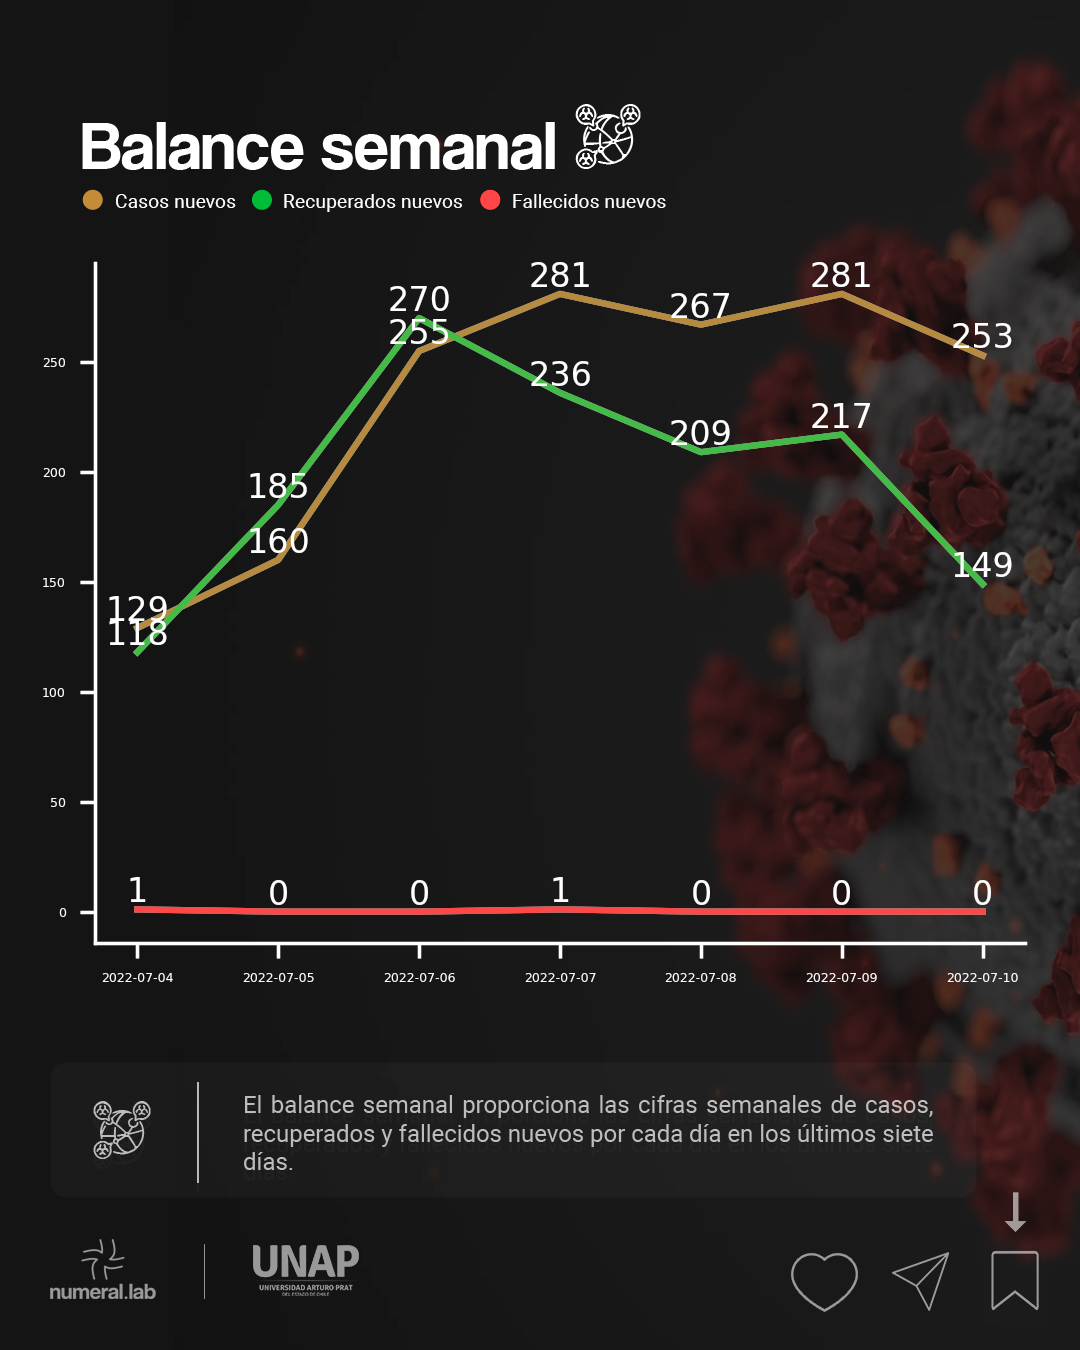 Balance semanal
Casos nuevos Recuperados nuevos Fallecidos nuevos
281 281
270 267
255 253
250
236
217
209
200
185
160
150 149
129
118
100
50
1 0 0 1 0 0 0
0
2022-07-04 2022-07-05 2022-07-06 2022-07-07 2022-07-08 2022-07-09 2022-07-10
El balance semanal proporciona las cifras semanales de casos,
recuperados y fallecidos nuevos por cada día en los últimos siete
días.
numeral.lab
UNAP
UNIVERSIDAD ARTURO PRAT
DEL ESTADO DE CHILE